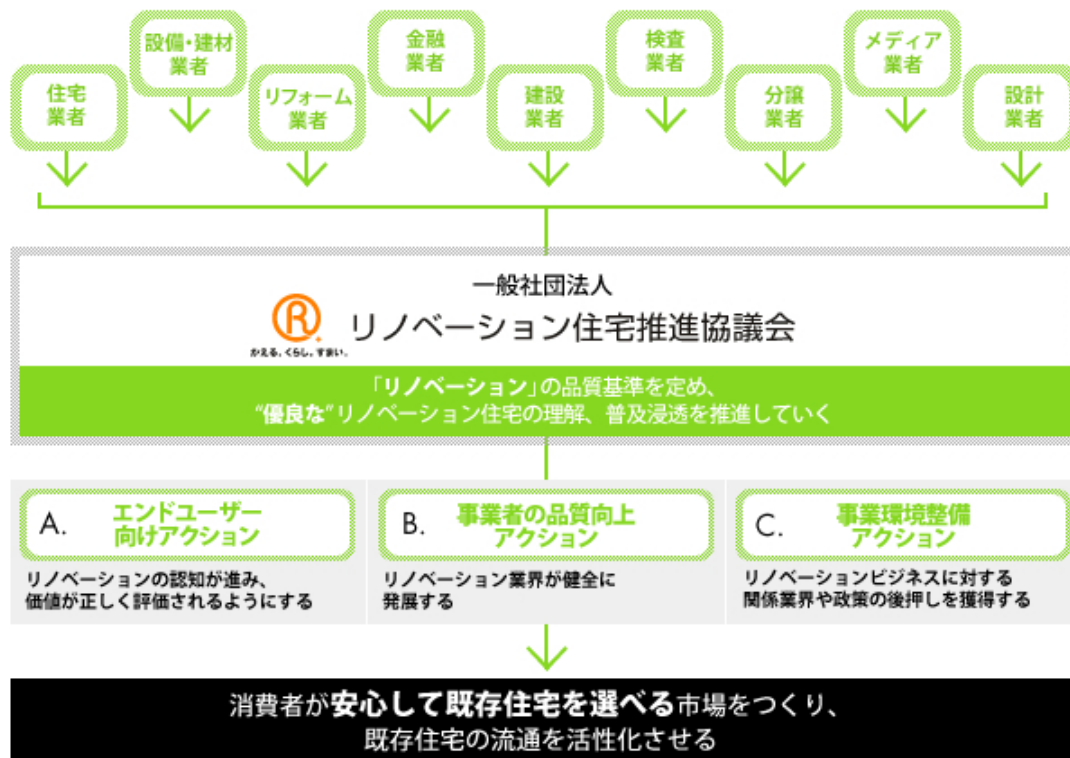 設備・建材
業者
金融
業者
検査
業者
メディア
業者
住宅
業者
リフォーム
業者
建設
業者
分譲
業者
設計
業者
一般社団法人
R
リノベーション住宅推進協議会
かえる。くらし。すまい。
「リノベーション」の品質基準を定め、
“優良な”リノベーション住宅の理解、普及浸透を推進していく
A. エンドユーザー
向けアクション
リノベーションの認知が進み、
価値が正しく評価されるようにする
B. 事業者の品質向上
アクション
リノベーション業界が健全に
発展する
C. 事業環境整備
アクション
リノベーションビジネスに対する
関係業界や政策の後押しを獲得する
消費者が安心して既存住宅を選べる市場をつくり、
既存住宅の流通を活性化させる